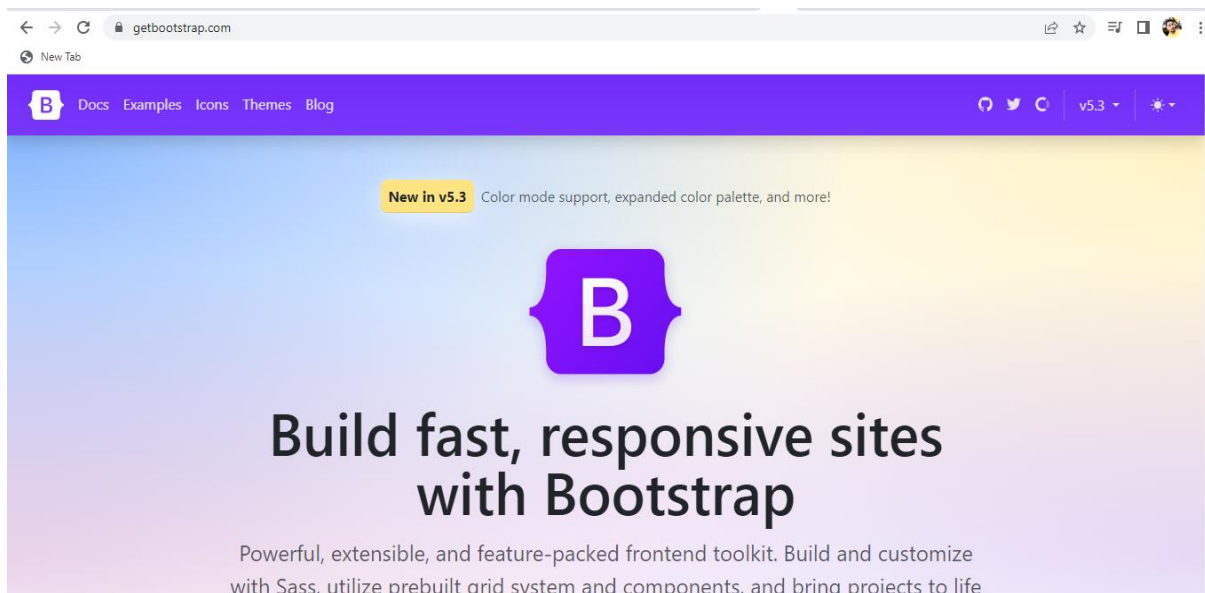 getbootstrap.com
New Tab
B Docs Examples Icons Themes Blog v5.3
New in v5.3 Color mode support, expanded color palette, and more!
B
Build fast, responsive sites
with Bootstrap
Powerful, extensible, and feature-packed frontend toolkit. Build and customize
with Sass, utilize prebuilt grid system and components, and bring projects to life